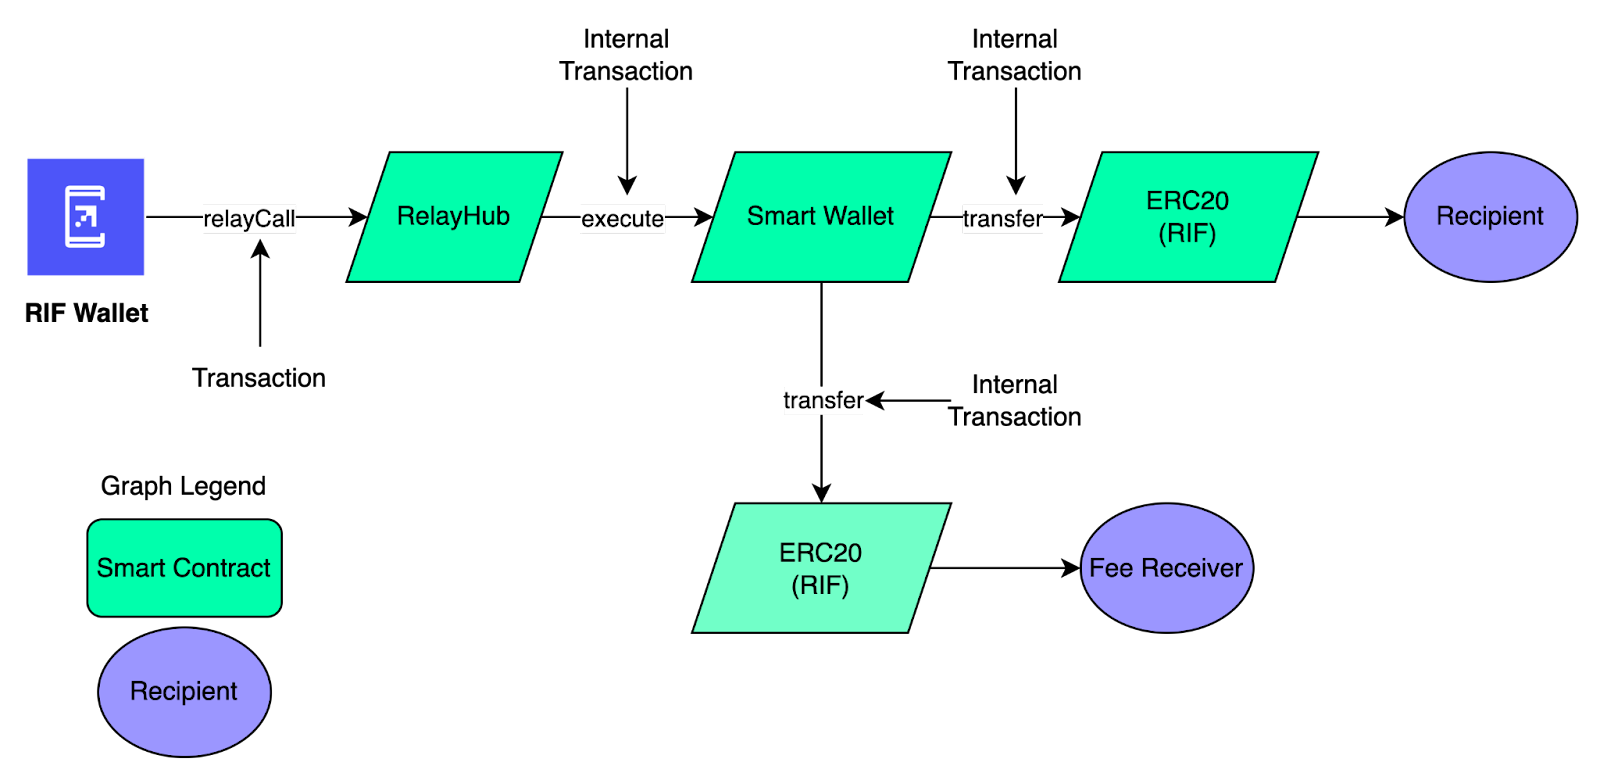 Internal
Transaction
Internal
Transaction
relayCall
RelayHub
execute
Smart Wallet
transfer
ERC20
(RIF)
Recipient
RIF Wallet
Transaction
transfer
Internal
Transaction
Graph Legend
Smart Contract
ERC20
(RIF)
Fee Receiver
Recipient